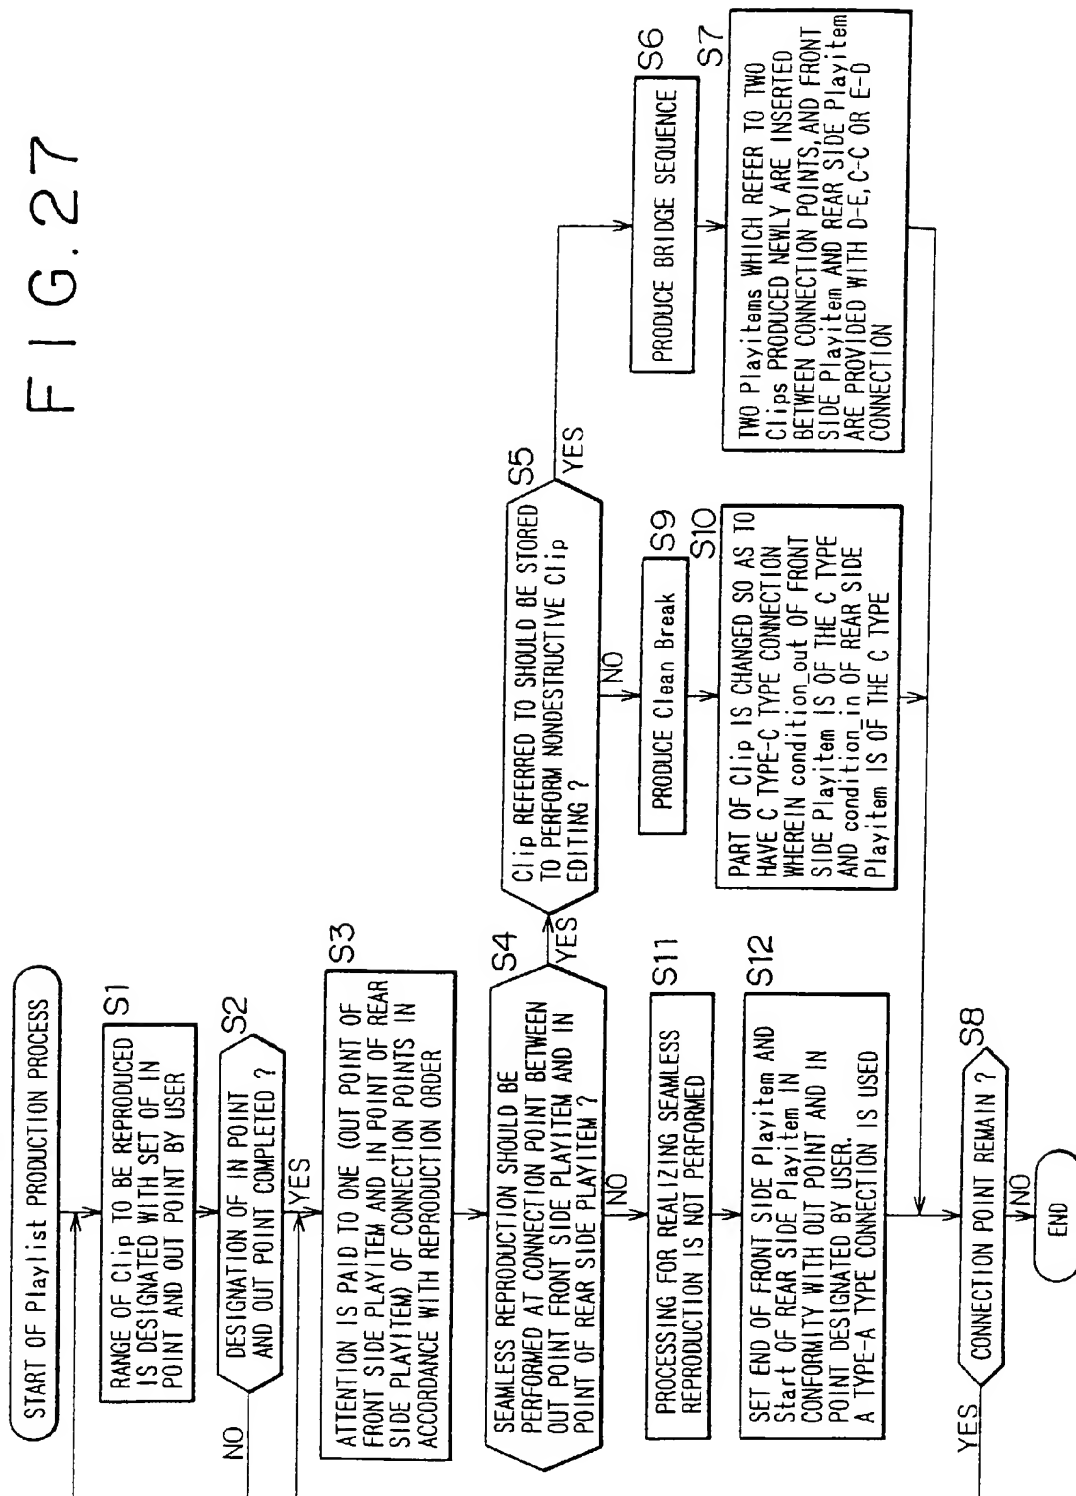 FIG.27
START OF Playlist PRODUCTION PROCESS
S1
RANGE OF Clip TO BE REPRODUCED
IS DESIGNATED WITH SET OF IN
POINT AND OUT POINT BY USER
S2
DESIGNATION OF IN POINT
AND OUT POINT COMPLETED ?
NO
YES
S3
ATTENTION IS PAID TO ONE (OUT POINT OF
FRONT SIDE PLAYITEM AND IN POINT OF REAR
SIDE PLAYITEM) OF CONNECTION POINTS IN
ACCORDANCE WITH REPRODUCTION ORDER
S4
SEAMLESS REPRODUCTION SHOULD BE
PERFORMED AT CONNECTION POINT BETWEEN
OUT POINT FRONT SIDE PLAYITEM AND IN
POINT OF REAR SIDE PLAYITEM ?
YES
NO
S5
Clip REFERRED TO SHOULD BE STORED
TO PERFORM NONDESTRUCTIVE Clip
EDITING ?
YES
NO
S6
PRODUCE BRIDGE SEQUENCE
S7
TWO Playitems WHICH REFER TO TWO
Clips PRODUCED NEWLY ARE INSERTED
BETWEEN CONNECTION POINTS, AND FRONT
SIDE Playitem AND REAR SIDE Playitem
ARE PROVIDED WITH D-E, C-C OR E-D
CONNECTION
S9
PRODUCE Clean Break
S10
PART OF Clip IS CHANGED SO AS TO
HAVE C TYPE-C TYPE CONNECTION
WHEREIN condition_out OF FRONT
SIDE Playitem IS OF THE C TYPE
AND condition_in OF REAR SIDE
Playitem IS OF THE C TYPE
S11
PROCESSING FOR REALIZING SEAMLESS
REPRODUCTION IS NOT PERFORMED
S12
SET END OF FRONT SIDE Playitem AND
Start OF REAR SIDE Playitem IN
CONFORMITY WITH OUT POINT AND IN
POINT DESIGNATED BY USER.
A TYPE-A TYPE CONNECTION IS USED
S8
CONNECTION POINT REMAIN ?
YES
NO
END